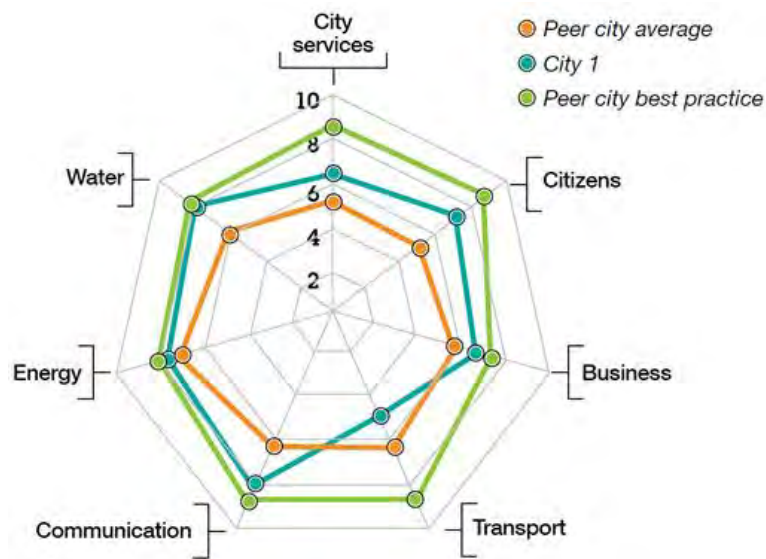 City
services
Peer city average
City 1
Peer city best practice
10
8
6
4
2
Water
Citizens
Energy
Business
Communication
Transport